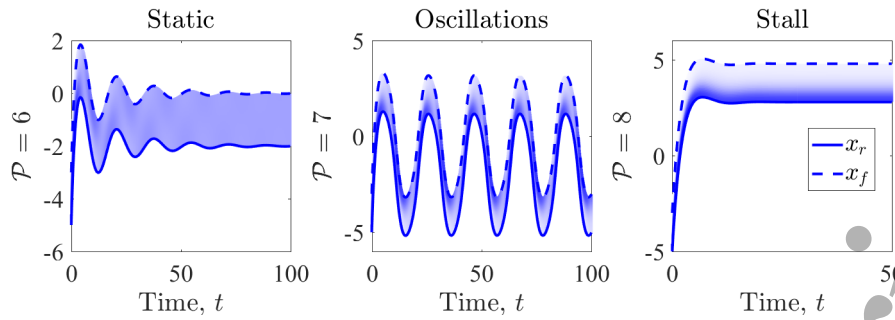 Static
Oscillations
Stall
𝒫 = 6
2
0
-2
-4
-6
0
50
100
Time, t
𝒫 = 7
5
0
-5
0
50
100
Time, t
𝒫 = 8
5
0
-5
0
50
Time, t
x_r
x_f